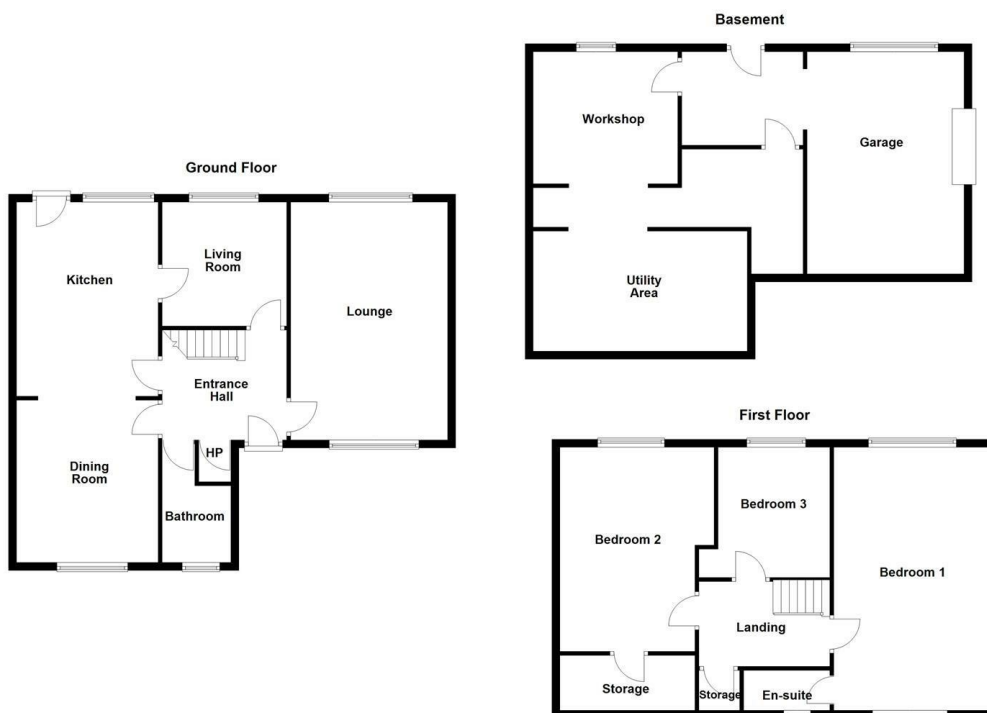 Basement
Workshop
Garage
Utility
Area
Ground Floor
Kitchen
Living
Room
Lounge
Entrance
Hall
HP
Dining
Room
Bathroom
First Floor
Bedroom 2
Bedroom 3
Bedroom 1
Landing
Storage
Storage
En-suite